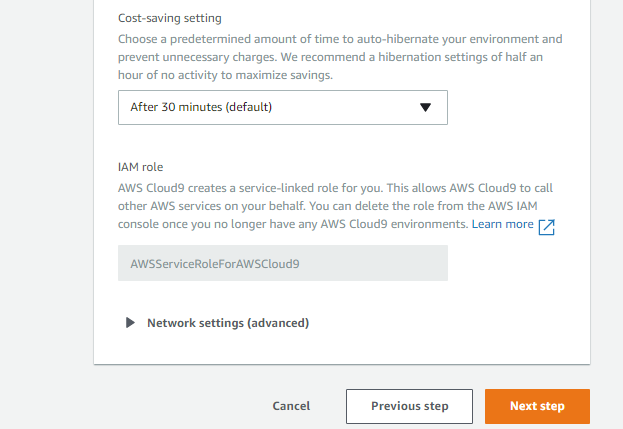 Cost-saving setting
Choose a predetermined amount of time to auto-hibernate your environment and
prevent unnecessary charges. We recommend a hibernation settings of half an
hour of no activity to maximize savings.
After 30 minutes (default)
IAM role
AWS Cloud9 creates a service-linked role for you. This allows AWS Cloud9 to call
other AWS services on your behalf. You can delete the role from the AWS IAM
console once you no longer have any AWS Cloud9 environments. Learn more
AWSServiceRoleForAWSCloud9
Network settings (advanced)
Cancel Previous step Next step